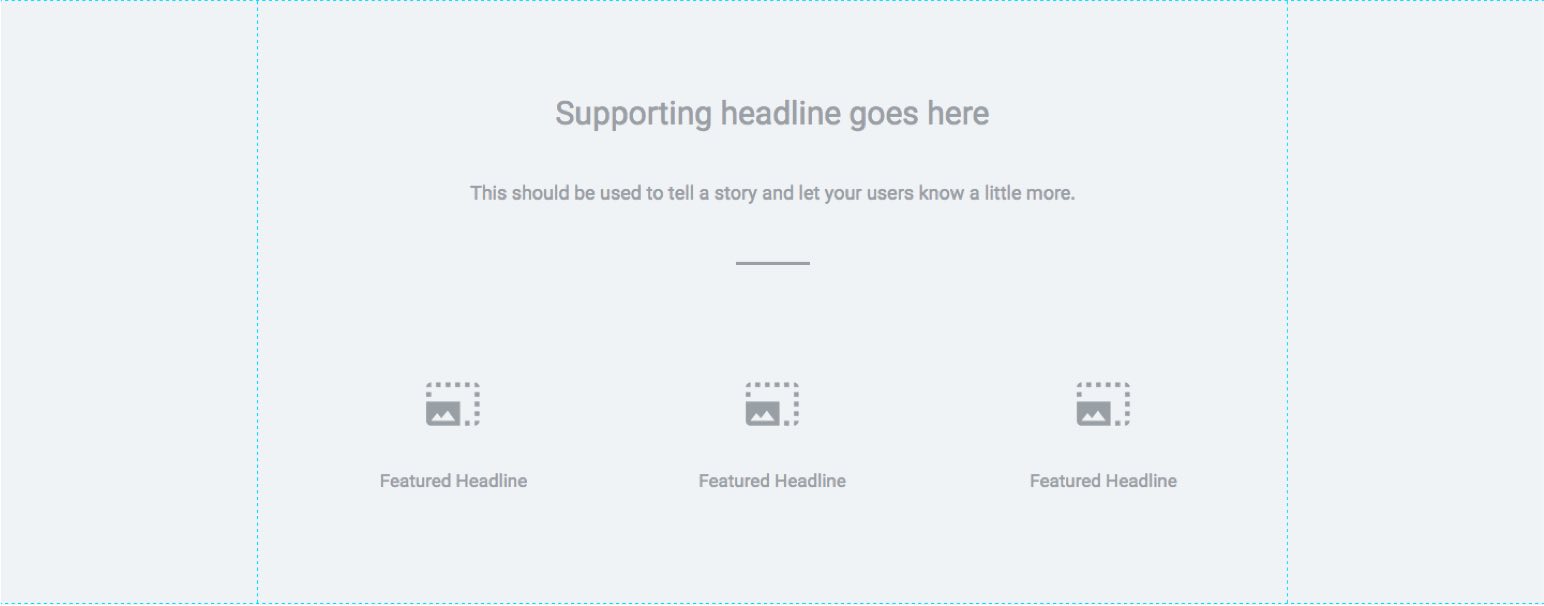 Supporting headline goes here
This should be used to tell a story and let your users know a little more.
Featured Headline
Featured Headline
Featured Headline